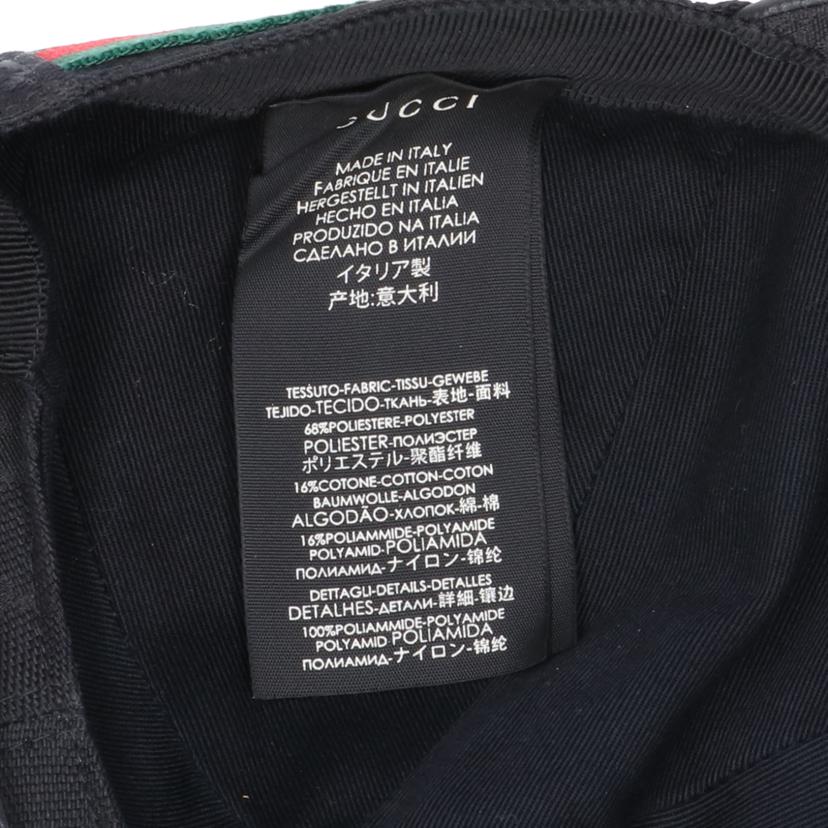 GUCCI
MADE IN ITALY
FABRIQUE EN ITALIE
HERGESTELLT IN ITALIEN
HECHO EN ITALIA
PRODUZIDO NA ITALIA
СДЕЛАНО В ИТАЛИИ
イタリア製
产地:意大利
TESSUTO-FABRIC-TISSU-GEWEBE
TEJIDO-TECIDO-ТКАНЬ-表地-面料
68%POLIESTERE-POLYESTER
POLIESTER-ПОЛИЭСТЕР
ポリエステル-聚酯纤维
16%COTONE-COTTON-COTON
BAUMWOLLE-ALGODON
ALGODÃO-ХЛОПОК-綿-棉
16%POLIAMMIDE-POLYAMIDE
POLYAMID-POLIAMIDA
ПОЛИАМИД-ナイロン-锦纶
DETTAGLI-DETAILS-DETALLES
DETALHES-ДЕТАЛИ-詳細-镶边
100%POLIAMMIDE-POLYAMIDE
POLYAMID POLIAMIDA
ПОЛИАМИД-ナイロン-锦纶